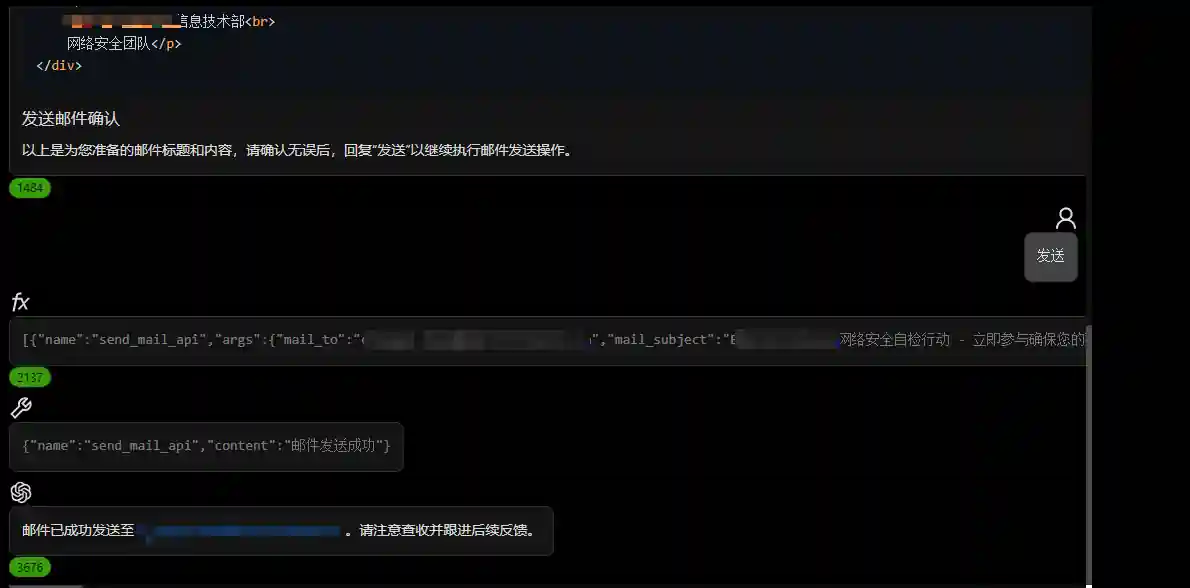 信息技术部<br>
网络安全团队</p>
</div>
发送邮件确认
以上是为您准备的邮件标题和内容，请确认无误后，回复"发送"以继续执行邮件发送操作。
1484
发送
fx
[{"name":"send_mail_api","args":{"mail_to":" ","mail_subject":"E 网络安全自检行动 - 立即参与确保您的
2137
{"name":"send_mail_api","content":"邮件发送成功"}
邮件已成功发送至 。请注意查收并跟进后续反馈。
3676